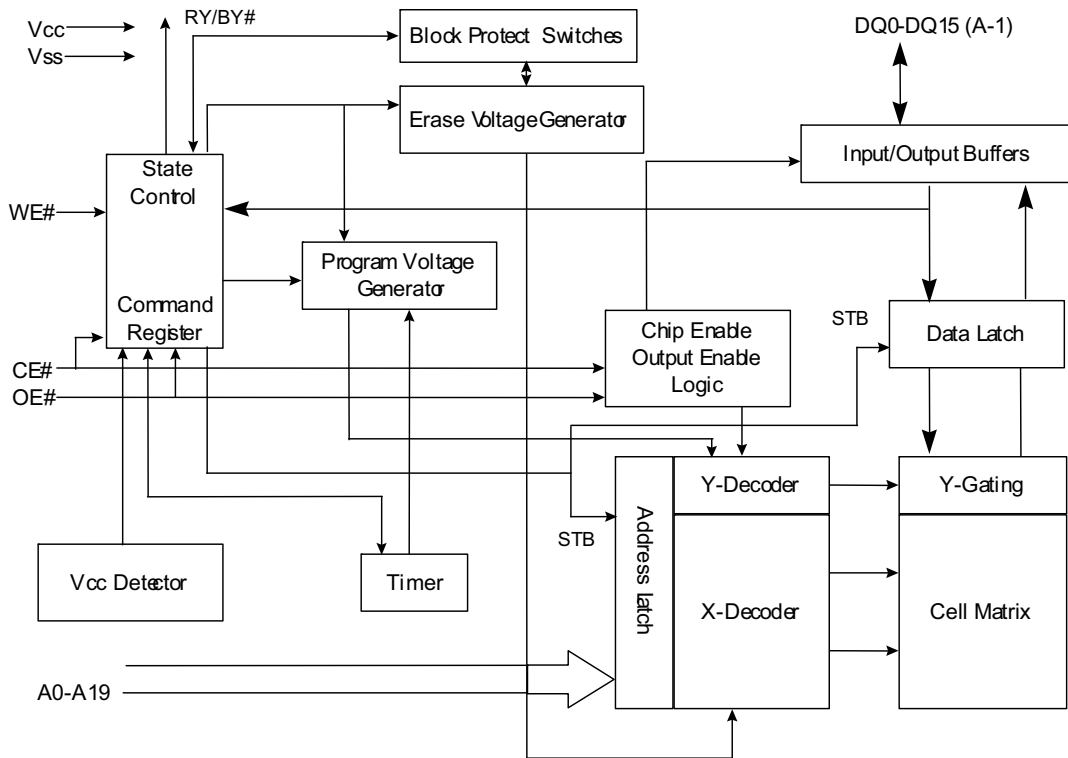 Vcc
Vss
RY/BY#
Block Protect Switches
DQ0-DQ15 (A-1)
Erase Voltage Generator
Input/Output Buffers
State
Control
WE#
Program Voltage
Generator
Command
Register
STB
Chip Enable
Output Enable
Logic
Data Latch
CE#
OE#
Y-Decoder
Y-Gating
STB
Address Latch
Vcc Detector
Timer
X-Decoder
Cell Matrix
A0-A19